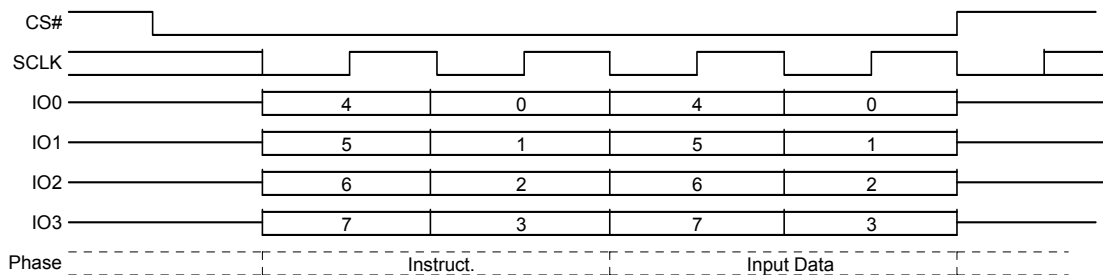 CS#
SCLK
IO0 4 0 4 0
IO1 5 1 5 1
IO2 6 2 6 2
IO3 7 3 7 3
Phase Instruct. Input Data